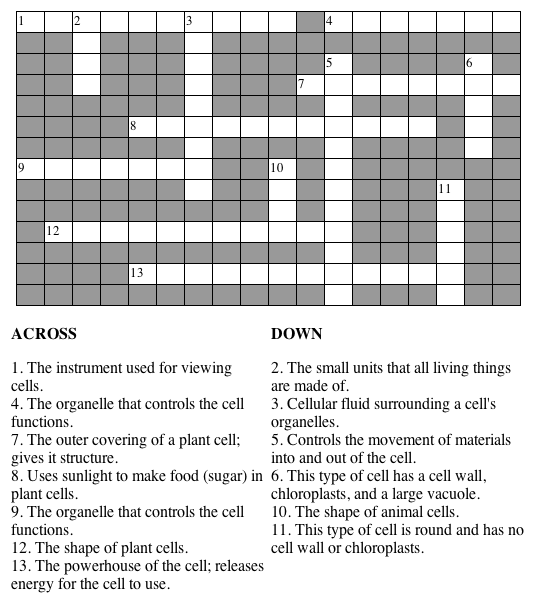 1 2 3 4
5 6
7
8
9 10
11
12
13
ACROSS
1. The instrument used for viewing
cells.
4. The organelle that controls the cell
functions.
7. The outer covering of a plant cell;
gives it structure.
8. Uses sunlight to make food (sugar) in
plant cells.
9. The organelle that controls the cell
functions.
12. The shape of plant cells.
13. The powerhouse of the cell; releases
energy for the cell to use.
DOWN
2. The small units that all living things
are made of.
3. Cellular fluid surrounding a cell's
organelles.
5. Controls the movement of materials
into and out of the cell.
6. This type of cell has a cell wall,
chloroplasts, and a large vacuole.
10. The shape of animal cells.
11. This type of cell is round and has no
cell wall or chloroplasts.